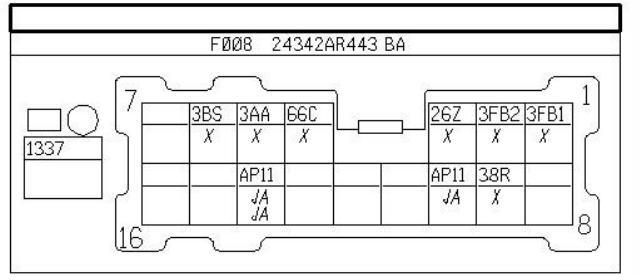 FØØ8 24342AR443 BA
7 1
1337
3BS 3AA 66C 26Z 3FB2 3FB1
X X X X X X
AP11 AP11 38R
JA JA X
JA
16 8